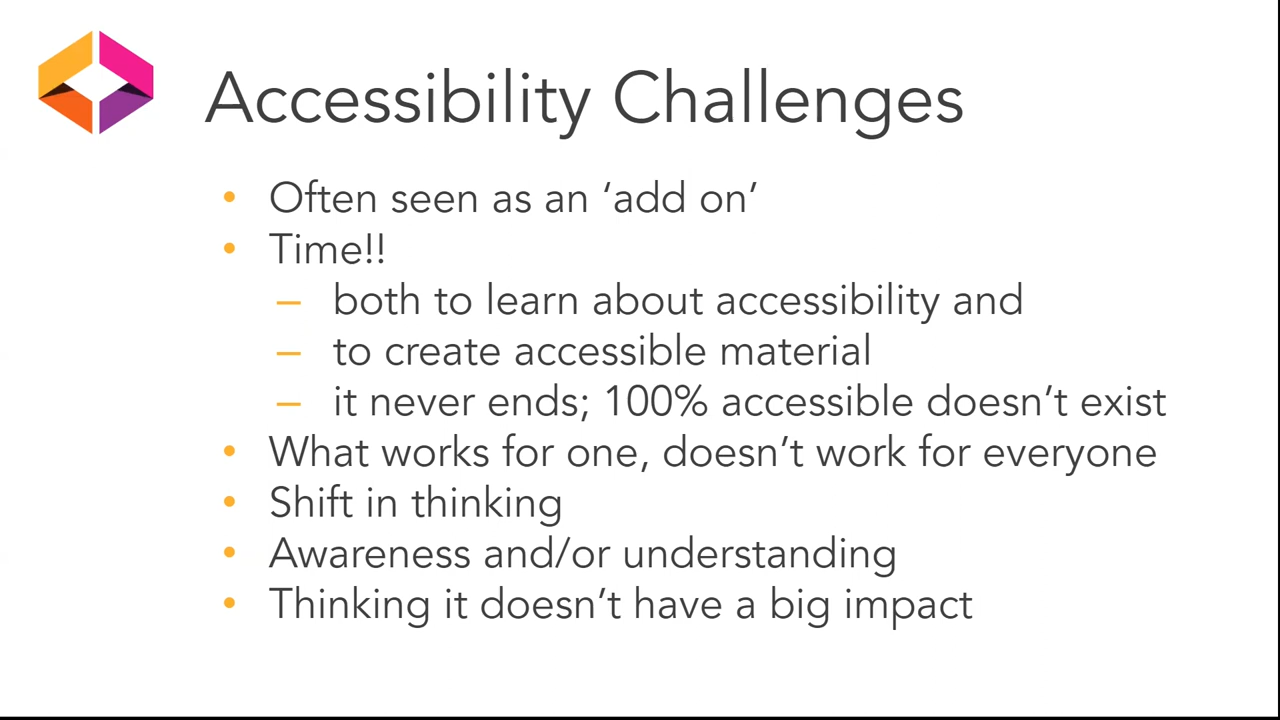 Accessibility Challenges
• Often seen as an ‘add on’
• Time!!
– both to learn about accessibility and
– to create accessible material
– it never ends; 100% accessible doesn’t exist
• What works for one, doesn’t work for everyone
• Shift in thinking
• Awareness and/or understanding
• Thinking it doesn’t have a big impact